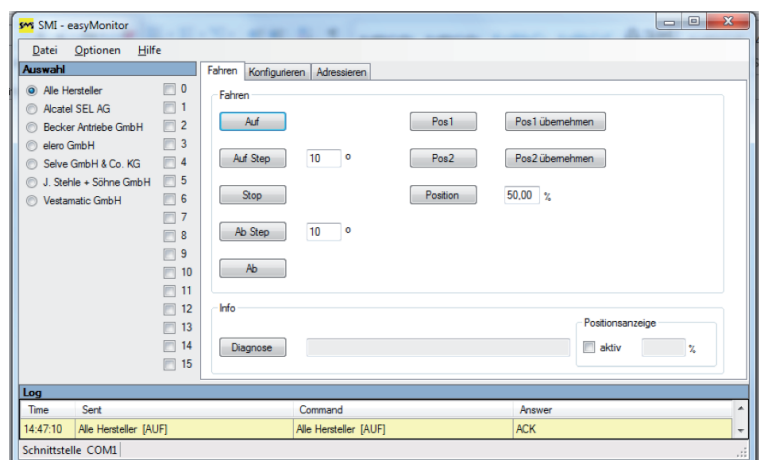 SMI - easyMonitor
Datei Optionen Hilfe
Auswahl
Alle Hersteller
Alcatel SEL AG
Becker Antriebe GmbH
elero GmbH
Selve GmbH & Co. KG
J. Stehle + Söhne GmbH
Vestamatic GmbH
0
1
2
3
4
5
6
7
8
9
10
11
12
13
14
15
Fahren Konfigurieren Adressieren
Fahren
Auf Pos1 Pos1 übernehmen
Auf Step 10 ° Pos2 Pos2 übernehmen
Stop Position 50,00 %
Ab Step 10 °
Ab
Info
Positionsanzeige
Diagnose aktiv %
Log
Time Sent Command Answer
14:47:10 Alle Hersteller [AUF] Alle Hersteller [AUF] ACK
Schnittstelle COM1